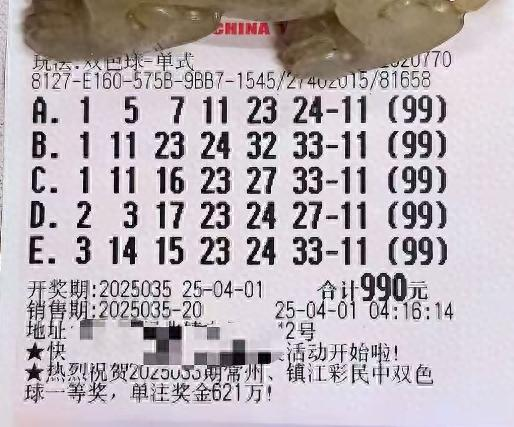 CHINA
玩法:双色球-单式
8127-E160-575B-9BB7-1545/27402015/81658
A. 1 5 7 11 23 24-11 (99)
B. 1 11 23 24 32 33-11 (99)
C. 1 11 16 23 27 33-11 (99)
D. 2 3 17 23 24 27-11 (99)
E. 3 14 15 23 24 33-11 (99)
开奖期:2025035 25-04-01 合计990元
销售期:2025035-20 25-04-01 04:16:14
地址 *2号
★快 活动开始啦!
★热烈祝贺2025033期常州、镇江彩民中双色
球一等奖，单注奖金621万!